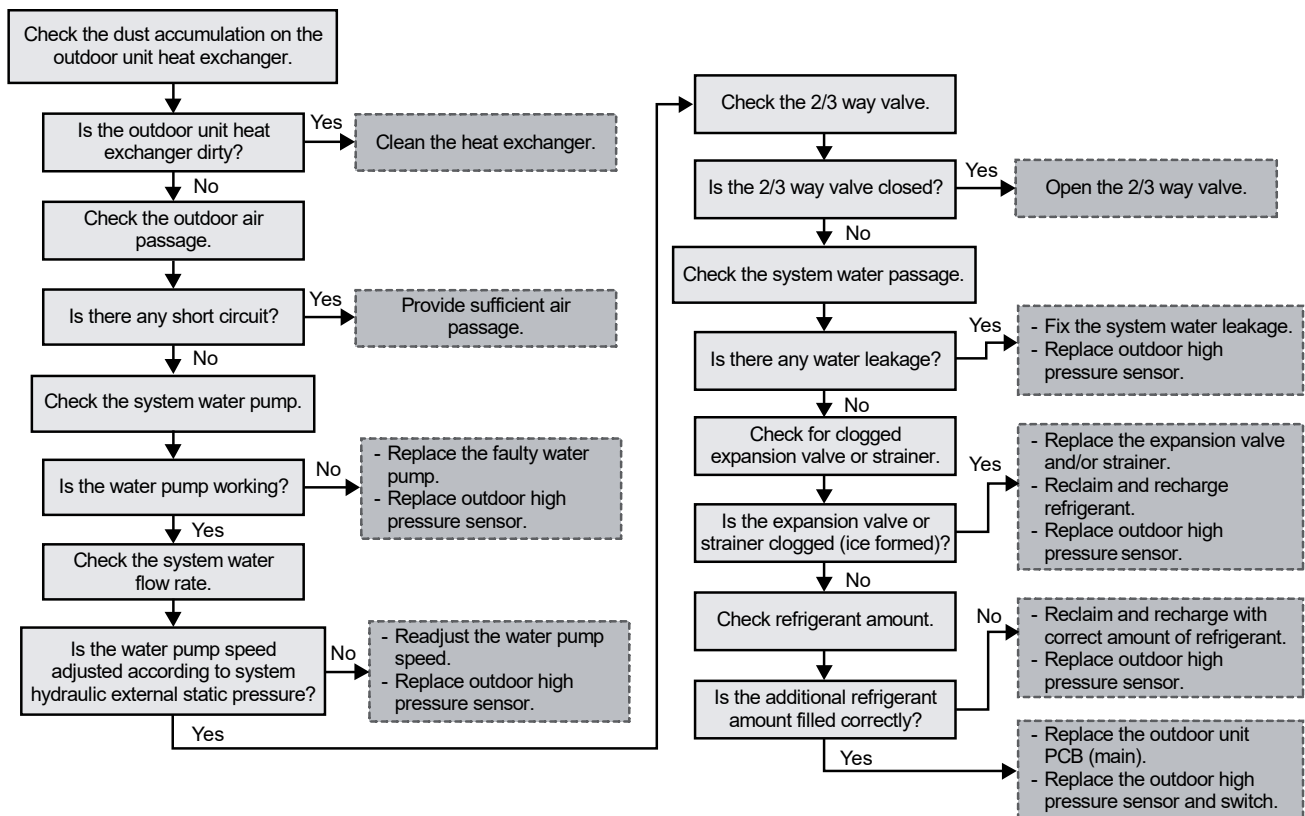 Check the dust accumulation on the
outdoor unit heat exchanger.
Is the outdoor unit heat
exchanger dirty?
Yes
Clean the heat exchanger.
No
Check the outdoor air
passage.
Is there any short circuit?
Yes
Provide sufficient air
passage.
No
Check the system water pump.
Is the water pump working?
No
- Replace the faulty water
pump.
- Replace outdoor high
pressure sensor.
Yes
Check the system water
flow rate.
Is the water pump speed
adjusted according to system
hydraulic external static pressure?
No
- Readjust the water pump
speed.
- Replace outdoor high
pressure sensor.
Yes
Check the 2/3 way valve.
Is the 2/3 way valve closed?
Yes
Open the 2/3 way valve.
No
Check the system water passage.
Is there any water leakage?
Yes
- Fix the system water leakage.
- Replace outdoor high
pressure sensor.
No
Check for clogged
expansion valve or strainer.
Is the expansion valve or
strainer clogged (ice formed)?
Yes
- Replace the expansion valve
and/or strainer.
- Reclaim and recharge
refrigerant.
- Replace outdoor high
pressure sensor.
No
Check refrigerant amount.
Is the additional refrigerant
amount filled correctly?
No
- Reclaim and recharge with
correct amount of refrigerant.
- Replace outdoor high
pressure sensor.
Yes
- Replace the outdoor unit
PCB (main).
- Replace the outdoor high
pressure sensor and switch.